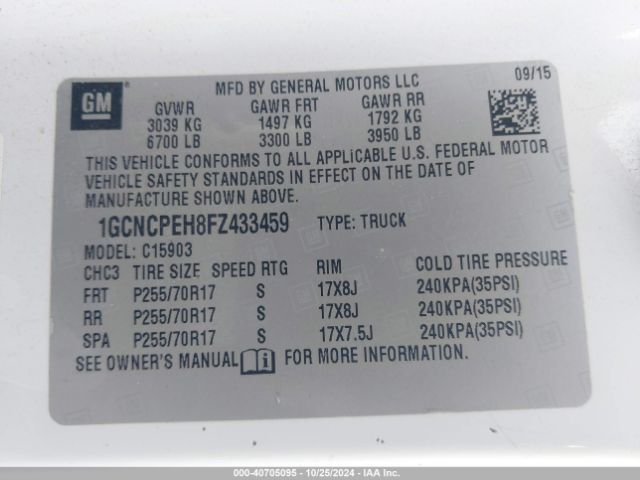 GM
MFD BY GENERAL MOTORS LLC 09/15
GVWR GAWR FRT GAWR RR
3039 KG 1497 KG 1792 KG
6700 LB 3300 LB 3950 LB
THIS VEHICLE CONFORMS TO ALL APPLICABLE U.S. FEDERAL MOTOR
VEHICLE SAFETY STANDARDS IN EFFECT ON THE DATE OF
MANUFACTURE SHOWN ABOVE.
1GCNCPEH8FZ433459 TYPE: TRUCK
MODEL: C15903
CHC3 TIRE SIZE SPEED RTG RIM COLD TIRE PRESSURE
FRT P255/70R17 S 17X8J 240KPA(35PSI)
RR P255/70R17 S 17X8J 240KPA(35PSI)
SPA P255/70R17 S 17X7.5J 240KPA(35PSI)
SEE OWNER'S MANUAL FOR MORE INFORMATION.
000-40705095 - 10/25/2024 - IAAI.com